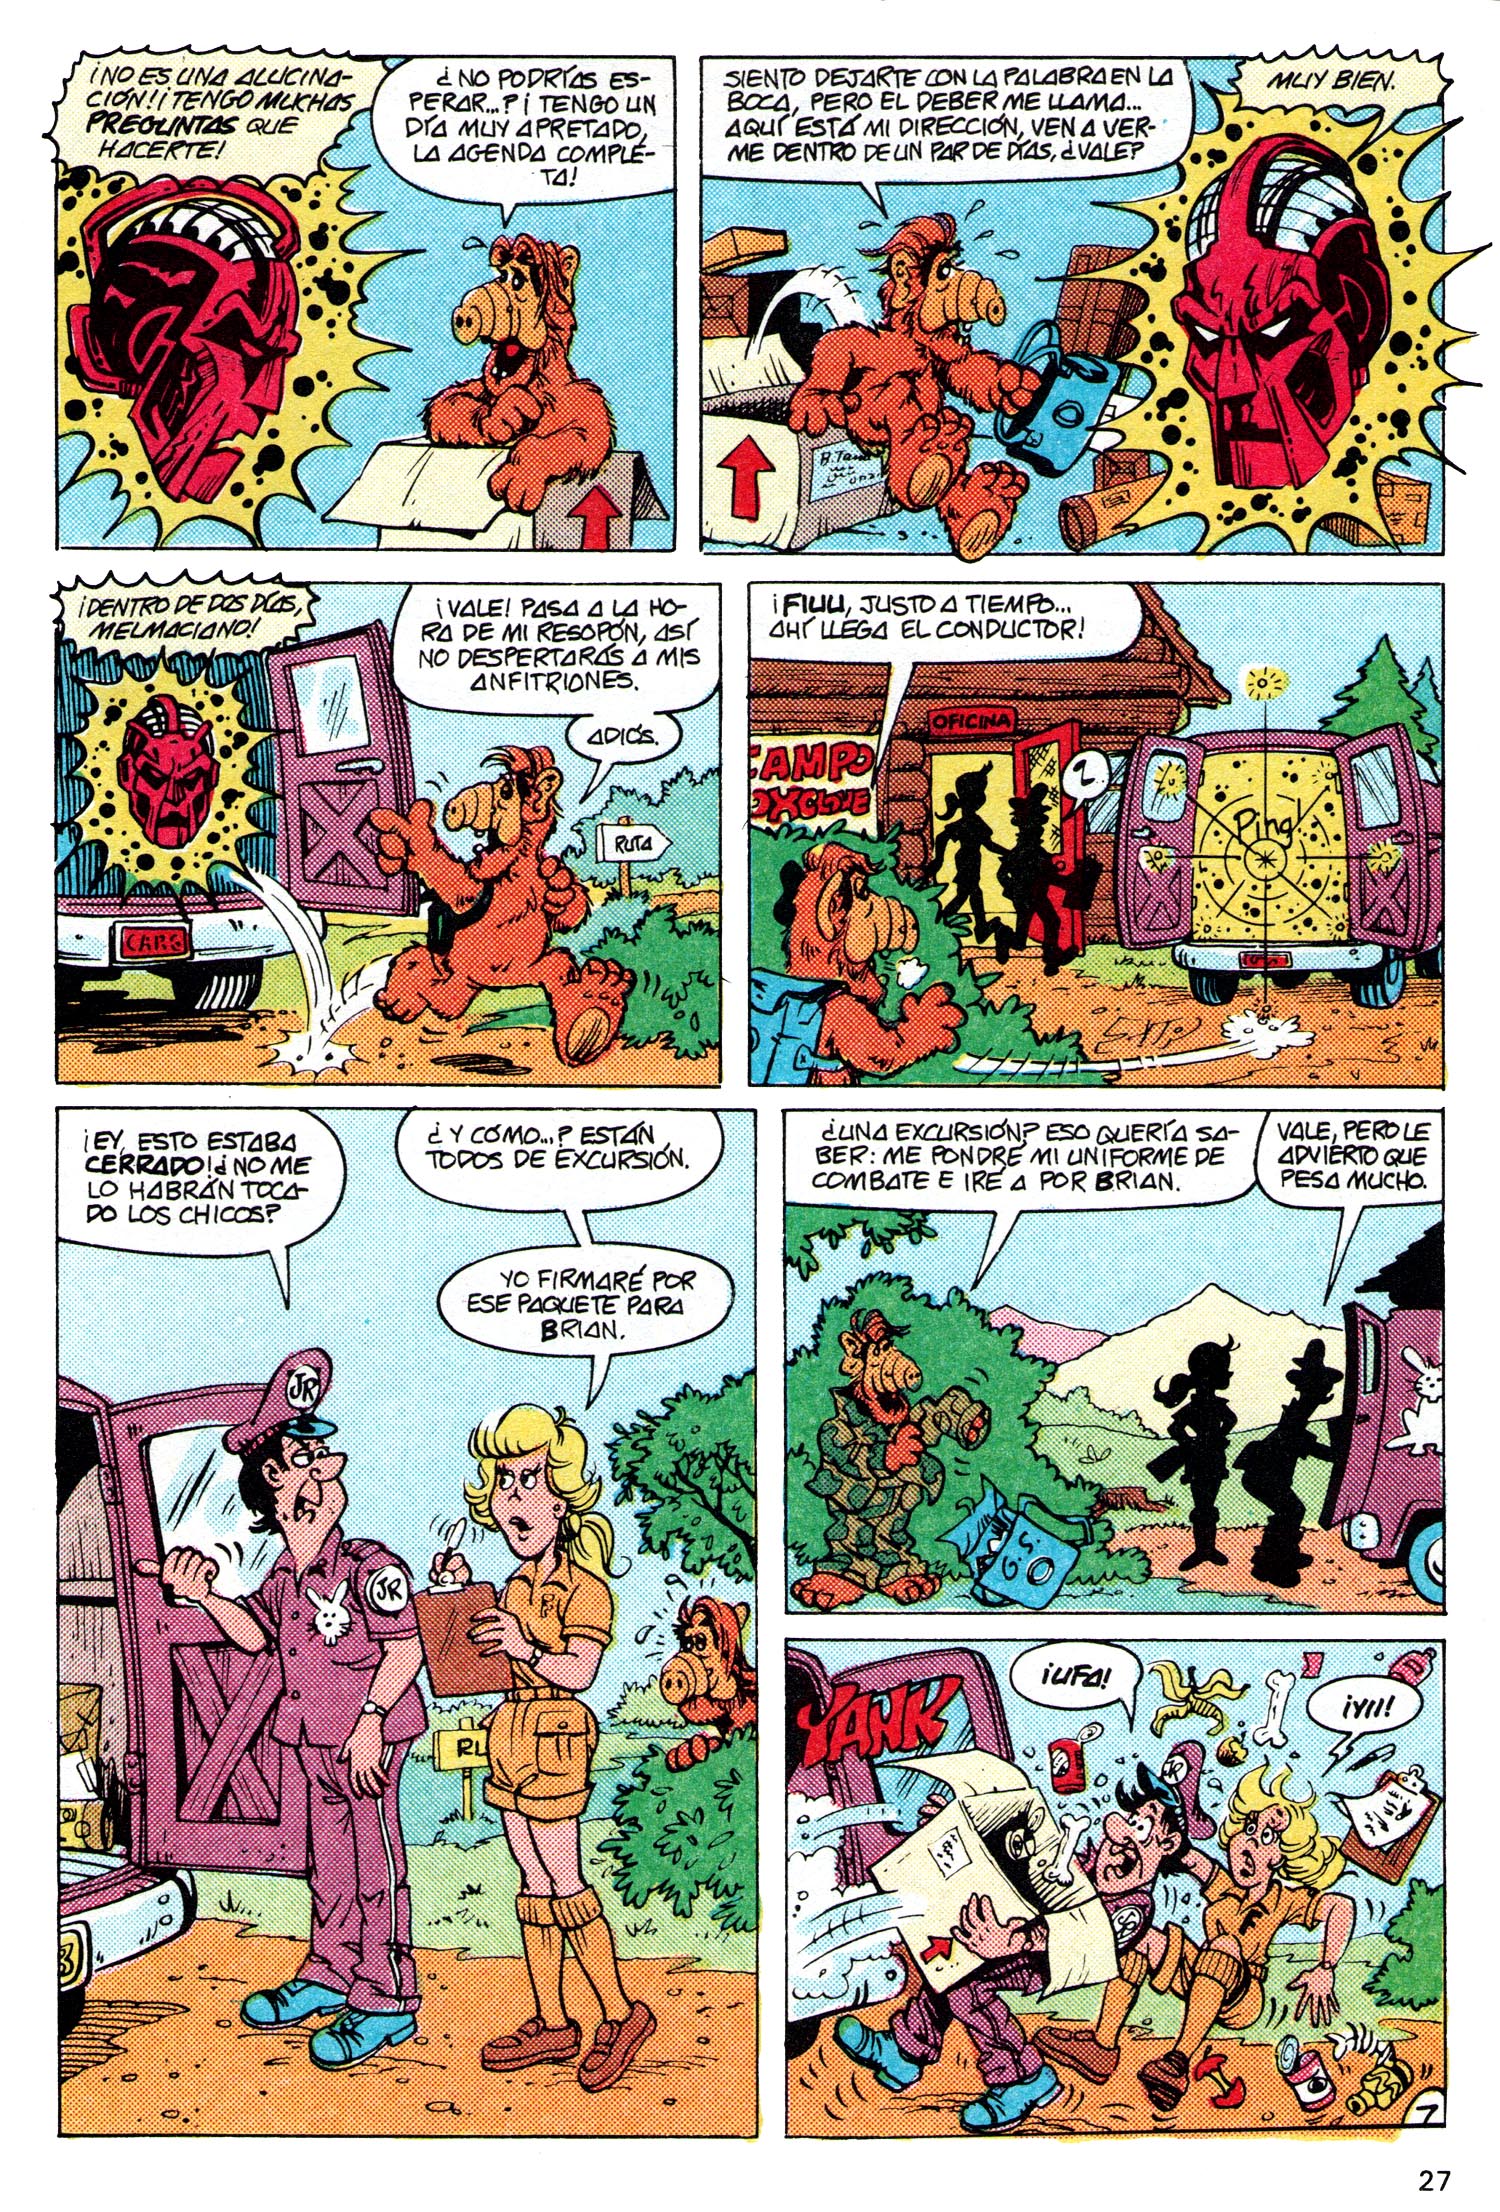 ¡NO ES UNA ALUCINA-
CIÓN! ¡TENGO MUCHAS
PREGUNTAS QUE
HACERTE!
¿NO PODRÍAS ES-
PERAR...? ¡TENGO UN
DÍA MUY APRETADO,
LA AGENDA COMPLE-
TA!
SIENTO DEJARTE CON LA PALABRA EN LA
BOCA, PERO EL DEBER ME LLAMA...
AQUÍ ESTÁ MI DIRECCIÓN, VEN A VER-
ME DENTRO DE UN PAR DE DÍAS, ¿VALE?
MUY BIEN.
¡DENTRO DE DOS DÍAS,
MELMACIANO!
¡VALE! PASA A LA HO-
RA DE MI RESOPÓN, ASÍ
NO DESPERTARÁS A MIS
ANFITRIONES.
ADIÓS.
RUTA
CARG
¡FIUU, JUSTO A TIEMPO...
AHÍ LLEGA EL CONDUCTOR!
OFICINA
CAMPO
OXCLOVE
?
Ping!
¡EY, ESTO ESTABA
CERRADO! ¿NO ME
LO HABRÁN TOCA-
DO LOS CHICOS?
¿Y CÓMO...? ESTÁN
TODOS DE EXCURSIÓN.
YO FIRMARÉ POR
ESE PAQUETE PARA
BRIAN.
JR
JR
RU
¿UNA EXCURSIÓN? ESO QUERÍA SA-
BER: ME PONDRÉ MI UNIFORME DE
COMBATE E IRÉ A POR BRIAN.
VALE, PERO LE
ADVIERTO QUE
PESA MUCHO.
G.S.
YANK
¡UFA!
¡YII!
JR
7
27